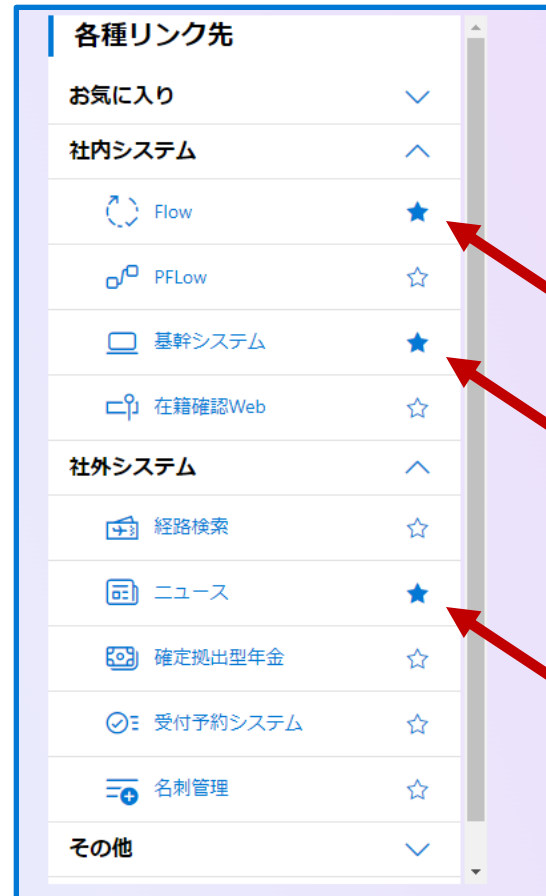 各種リンク先
お気に入り
社内システム
Flow
PFLow
基幹システム
在籍確認Web
社外システム
経路検索
ニュース
確定拠出型年金
受付予約システム
名刺管理
その他